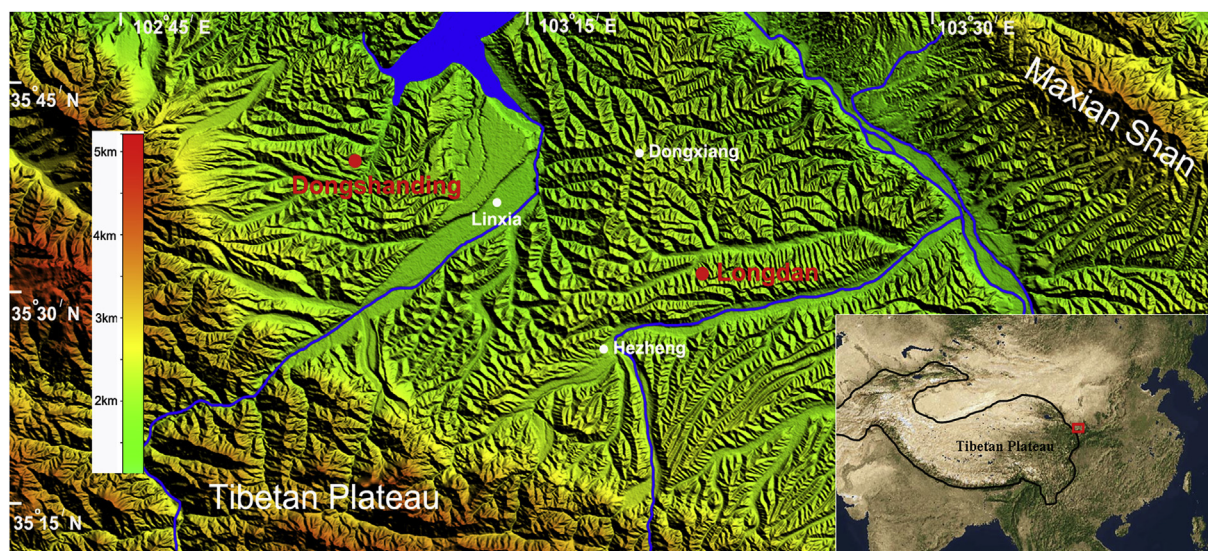 102°45′ E
103°15′ E
103°30′ E
35°45′ N
Maxian Shan
5km
Dongxiang
Dongshanding
Linxia
4km
Longdan
35°30′ N
3km
Hezheng
2km
Tibetan Plateau
Tibetan Plateau
35°15′ N